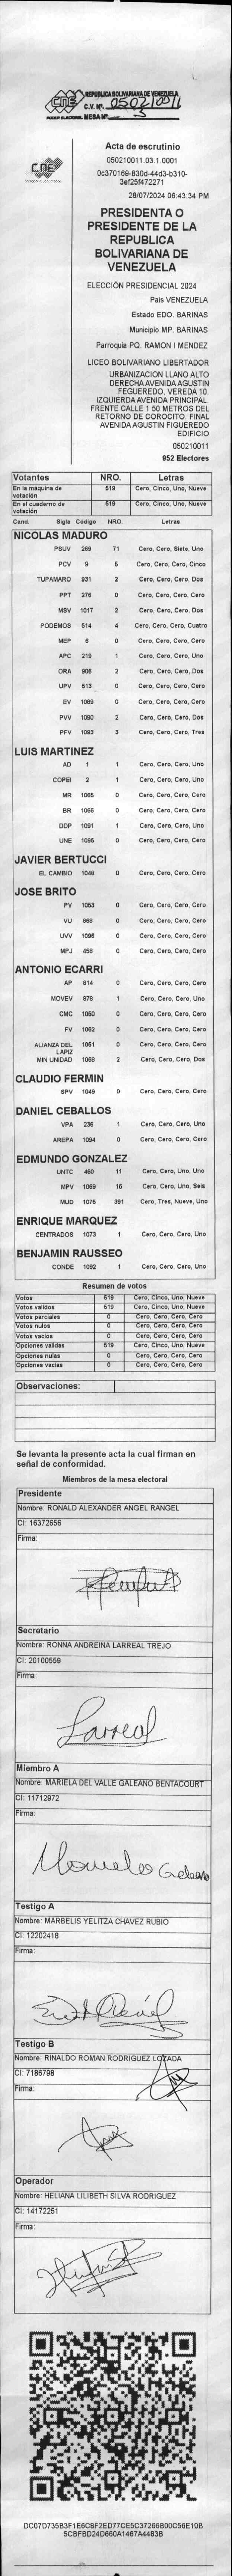 CNE
REPUBLICA BOLIVARIANA DE VENEZUELA
C.V. Nº. 050210011
PODER ELECTORAL MESA Nº 3
CNE
Acta de escrutinio
050210011.03.1.0001
0c370169-830d-44d3-b310-
3ef25f472271
28/07/2024 06:43:34 PM
PRESIDENTA O
PRESIDENTE DE LA
REPUBLICA
BOLIVARIANA DE
VENEZUELA
ELECCIÓN PRESIDENCIAL 2024
Pais VENEZUELA
Estado EDO. BARINAS
Municipio MP. BARINAS
Parroquia PQ. RAMON I MENDEZ
LICEO BOLIVARIANO LIBERTADOR
URBANIZACION LLANO ALTO
DERECHA AVENIDA AGUSTIN
FEGUEREDO, VEREDA 10.
IZQUIERDA AVENIDA PRINCIPAL.
FRENTE CALLE 1 50 METROS DEL
RETORNO DE COROCITO. FINAL
AVENIDA AGUSTIN FIGUEREDO
EDIFICIO
050210011
952 Electores
Votantes NRO. Letras
En la máquina de votación 519 Cero, Cinco, Uno, Nueve
En el cuaderno de votación 519 Cero, Cinco, Uno, Nueve
Cand. Sigla Codigo NRO. Letras
NICOLAS MADURO
PSUV 269 71 Cero, Cero, Siete, Uno
PCV 9 5 Cero, Cero, Cero, Cinco
TUPAMARO 931 2 Cero, Cero, Cero, Dos
PPT 276 0 Cero, Cero, Cero, Cero
MSV 1017 2 Cero, Cero, Cero, Dos
PODEMOS 514 4 Cero, Cero, Cero, Cuatro
MEP 6 0 Cero, Cero, Cero, Cero
APC 219 1 Cero, Cero, Cero, Uno
ORA 906 2 Cero, Cero, Cero, Dos
UPV 513 0 Cero, Cero, Cero, Cero
EV 1089 0 Cero, Cero, Cero, Cero
PVV 1090 2 Cero, Cero, Cero, Dos
PFV 1093 3 Cero, Cero, Cero, Tres
LUIS MARTINEZ
AD 1 1 Cero, Cero, Cero, Uno
COPEI 2 1 Cero, Cero, Cero, Uno
MR 1065 0 Cero, Cero, Cero, Cero
BR 1066 0 Cero, Cero, Cero, Cero
DDP 1091 1 Cero, Cero, Cero, Uno
UNE 1095 0 Cero, Cero, Cero, Cero
JAVIER BERTUCCI
EL CAMBIO 1048 0 Cero, Cero, Cero, Cero
JOSE BRITO
PV 1053 0 Cero, Cero, Cero, Cero
VU 868 0 Cero, Cero, Cero, Cero
UVV 1096 0 Cero, Cero, Cero, Cero
MPJ 456 0 Cero, Cero, Cero, Cero
ANTONIO ECARRI
AP 814 0 Cero, Cero, Cero, Cero
MOVEV 878 1 Cero, Cero, Cero, Uno
CMC 1050 0 Cero, Cero, Cero, Cero
FV 1062 0 Cero, Cero, Cero, Cero
ALIANZA DEL LAPIZ 1051 0 Cero, Cero, Cero, Cero
MIN UNIDAD 1068 2 Cero, Cero, Cero, Dos
CLAUDIO FERMIN
SPV 1049 0 Cero, Cero, Cero, Cero
DANIEL CEBALLOS
VPA 236 1 Cero, Cero, Cero, Uno
AREPA 1094 0 Cero, Cero, Cero, Cero
EDMUNDO GONZALEZ
UNTC 460 11 Cero, Cero, Uno, Uno
MPV 1069 16 Cero, Cero, Uno, Seis
MUD 1075 391 Cero, Tres, Nueve, Uno
ENRIQUE MARQUEZ
CENTRADOS 1073 1 Cero, Cero, Cero, Uno
BENJAMIN RAUSSEO
CONDE 1092 1 Cero, Cero, Cero, Uno
Resumen de votos
Votos 519 Cero, Cinco, Uno, Nueve
Votos validos 519 Cero, Cinco, Uno, Nueve
Votos parciales 0 Cero, Cero, Cero, Cero
Votos nulos 0 Cero, Cero, Cero, Cero
Votos vacios 0 Cero, Cero, Cero, Cero
Opciones validas 519 Cero, Cinco, Uno, Nueve
Opciones nulas 0 Cero, Cero, Cero, Cero
Opciones vacias 0 Cero, Cero, Cero, Cero
Observaciones:
Se levanta la presente acta la cual firman en
señal de conformidad.
Miembros de la mesa electoral
Presidente
Nombre: RONALD ALEXANDER ANGEL RANGEL
CI: 16372656
Firma:
Secretario
Nombre: RONNA ANDREINA LARREAL TREJO
CI: 20100559
Firma:
Larreal
Miembro A
Nombre: MARIELA DEL VALLE GALEANO BENTACOURT
CI: 11712972
Firma:
Testigo A
Nombre: MARBELIS YELITZA CHAVEZ RUBIO
CI: 12202418
Firma:
Testigo B
Nombre: RINALDO ROMAN RODRIGUEZ LOZADA
CI: 7186798
Firma:
Operador
Nombre: HELIANA LILIBETH SILVA RODRIGUEZ
CI: 14172251
Firma:
DC07D735B3F1E6C8F2ED77CE5C37266B00C56E10B
5CBFBD24D660A1467A4483B